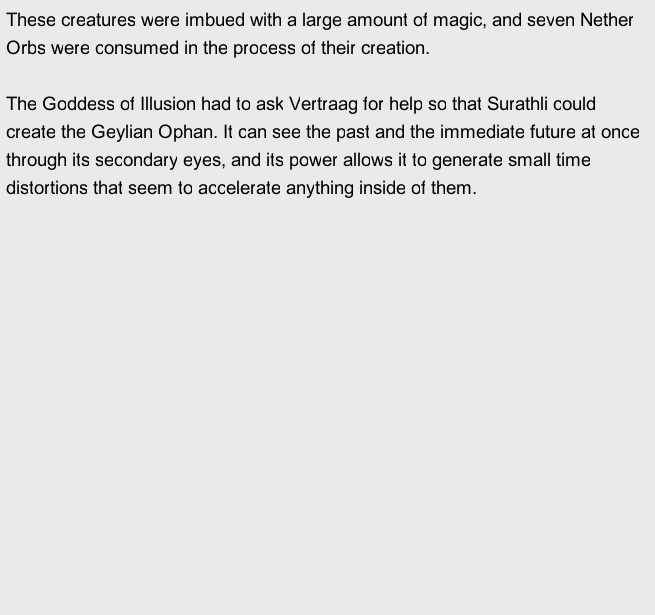 These creatures were imbued with a large amount of magic, and seven Nether
Orbs were consumed in the process of their creation.

The Goddess of Illusion had to ask Vertraag for help so that Surathli could
create the Geylian Ophan. It can see the past and the immediate future at once
through its secondary eyes, and its power allows it to generate small time
distortions that seem to accelerate anything inside of them.